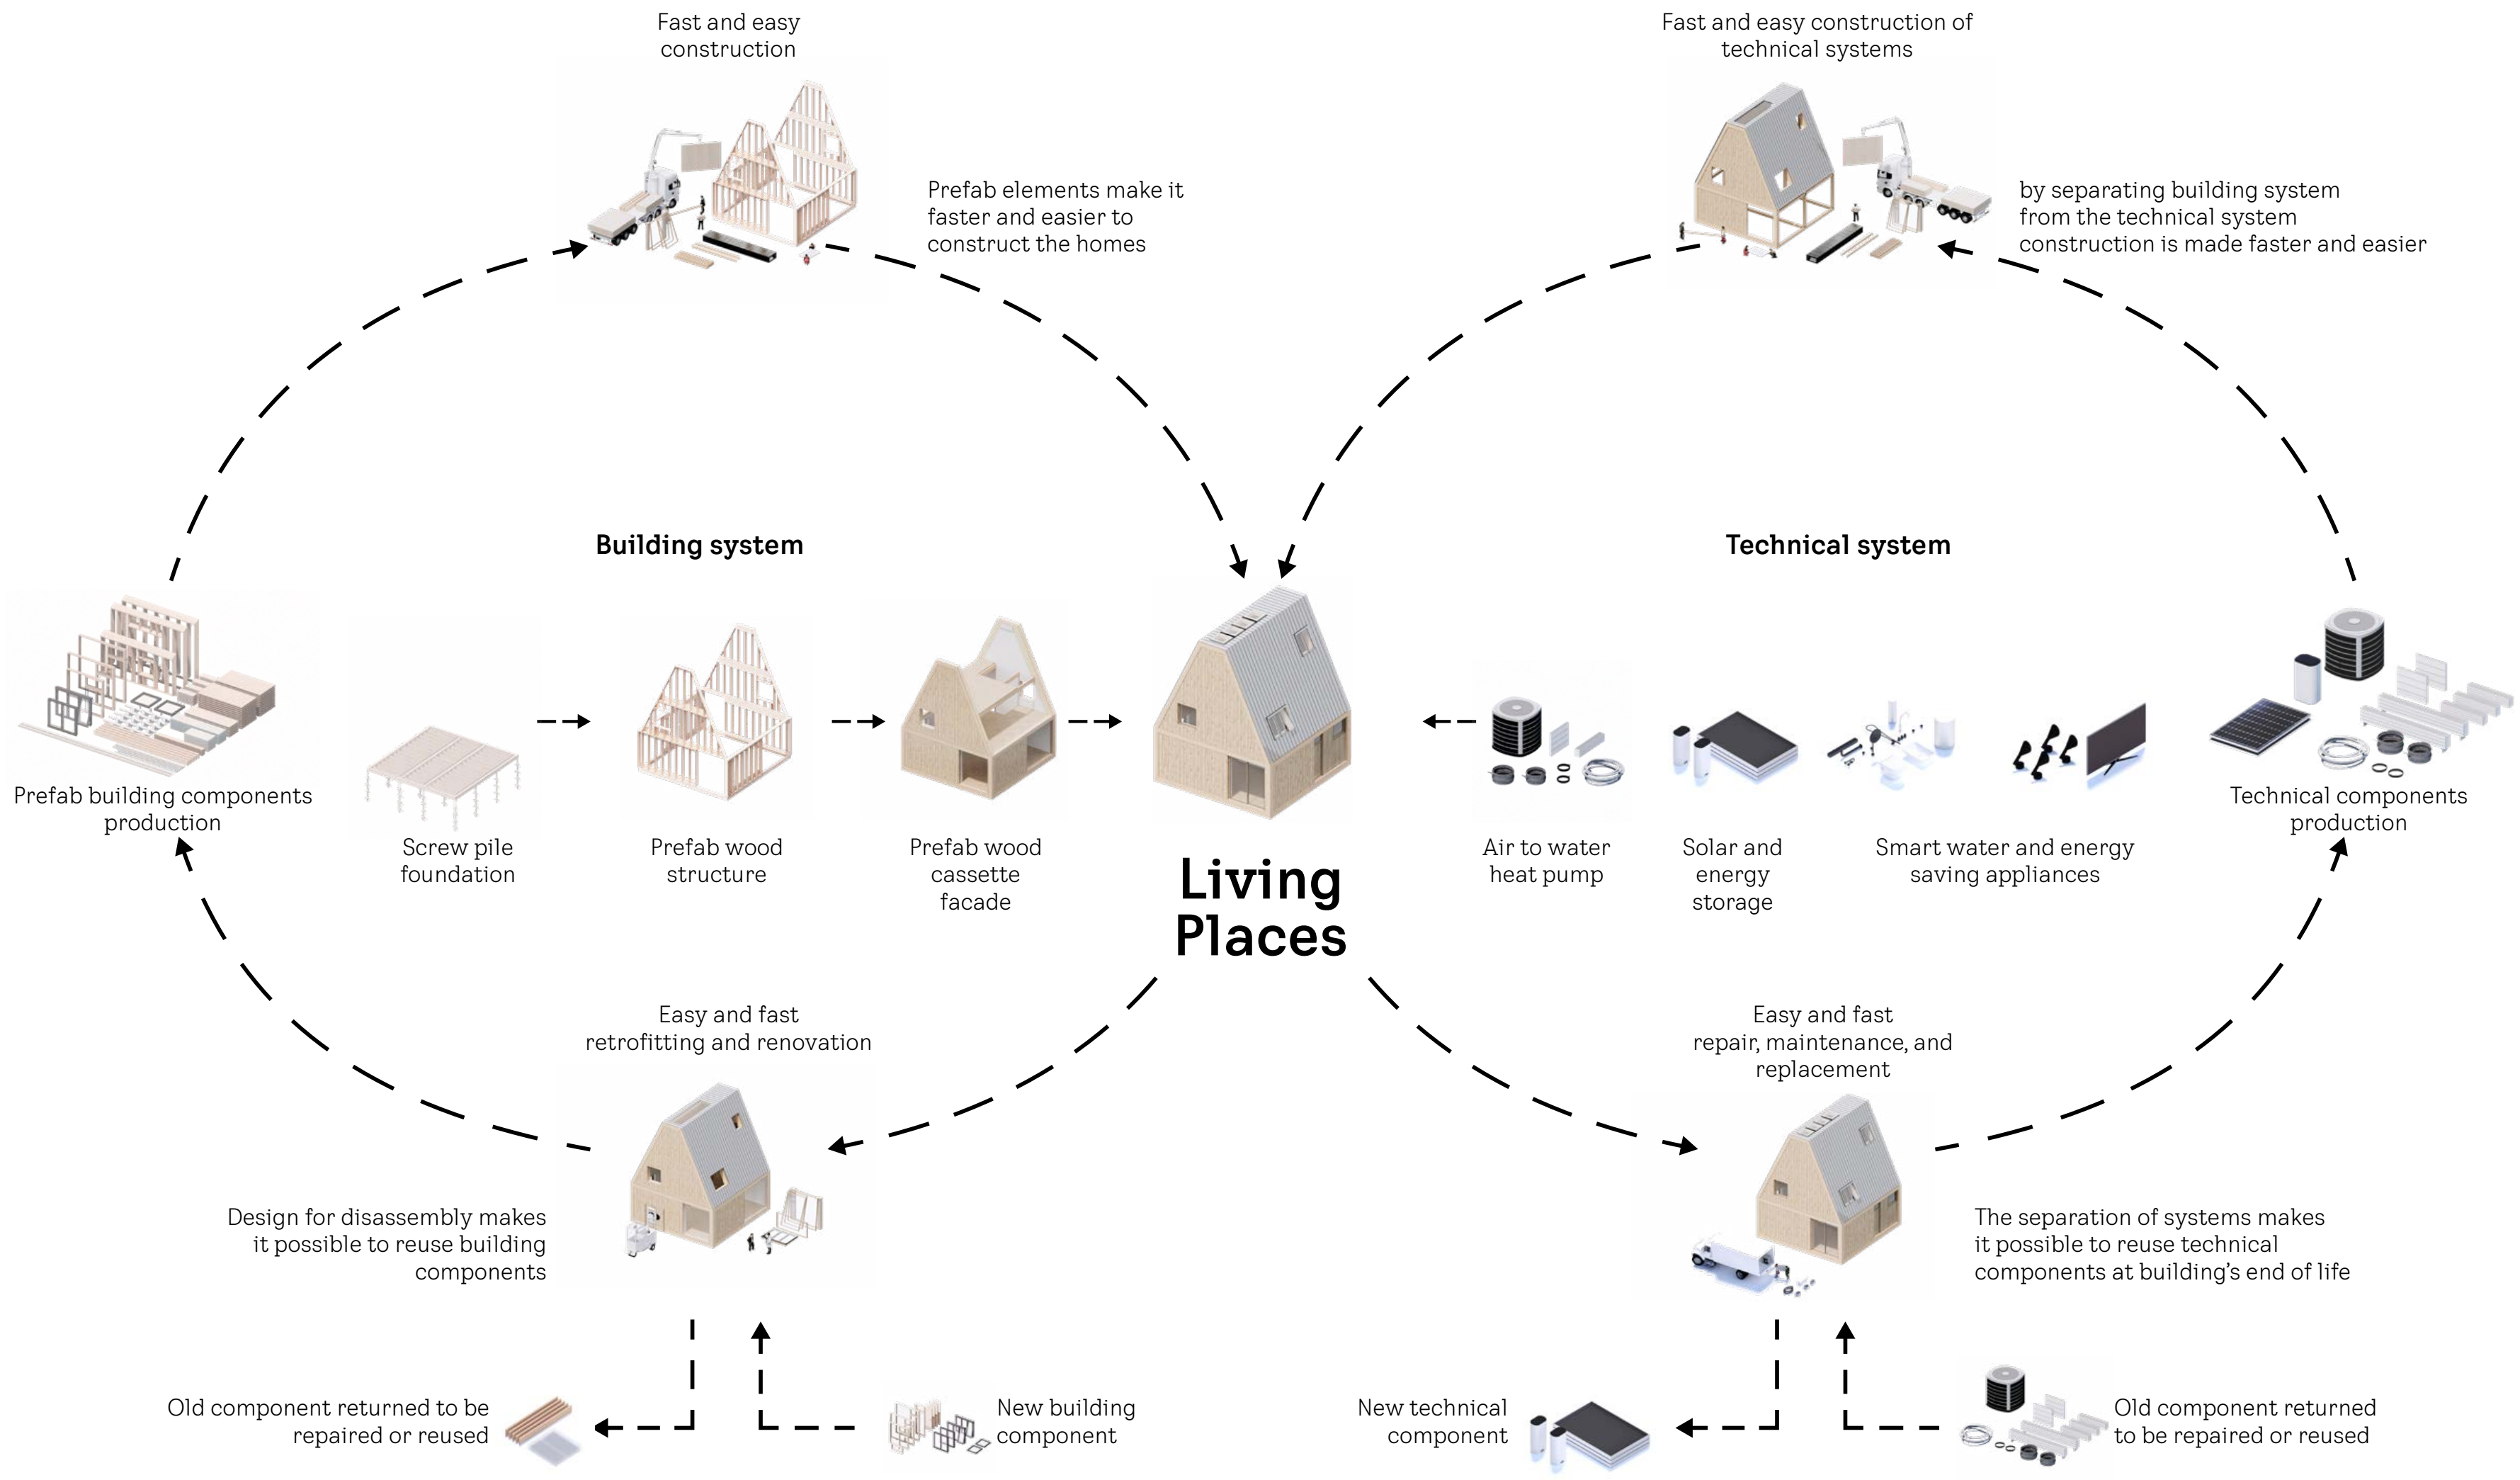 Fast and easy
construction
Fast and easy construction of
technical systems
Prefab elements make it
faster and easier to
construct the homes
by separating building system
from the technical system
construction is made faster and easier
Building system
Technical system
Prefab building components
production
Screw pile
foundation
Prefab wood
structure
Prefab wood
cassette
facade
Living
Places
Air to water
heat pump
Solar and
energy
storage
Smart water and energy
saving appliances
Technical components
production
Easy and fast
retrofitting and renovation
Easy and fast
repair, maintenance, and
replacement
Design for disassembly makes
it possible to reuse building
components
The separation of systems makes
it possible to reuse technical
components at building's end of life
Old component returned to be
repaired or reused
New building
component
New technical
component
Old component returned
to be repaired or reused